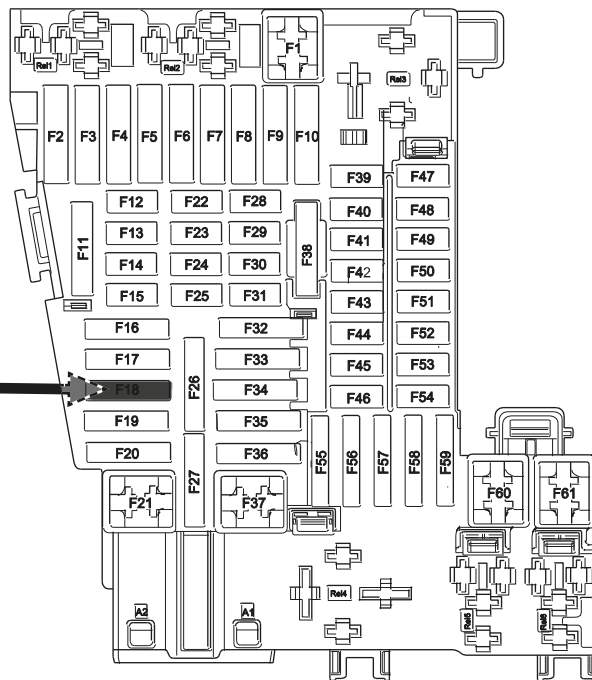 F1
Rel1
Rel2
Rel3
F2 F3 F4 F5 F6 F7 F8 F9 F10
F39 F47
F12 F22 F28
F40 F48
F11
F13 F23 F29
F38
F41 F49
F14 F24 F30
F42 F50
F15 F25 F31
F43 F51
F16 F32
F44 F52
F17 F33
F45 F53
F18 F26 F34
F46 F54
F19 F35
F20 F36
F55 F56 F57 F58 F59
F27
F21 F37
F60 F61
Rel4
A2 A1
Rel5 Rel6